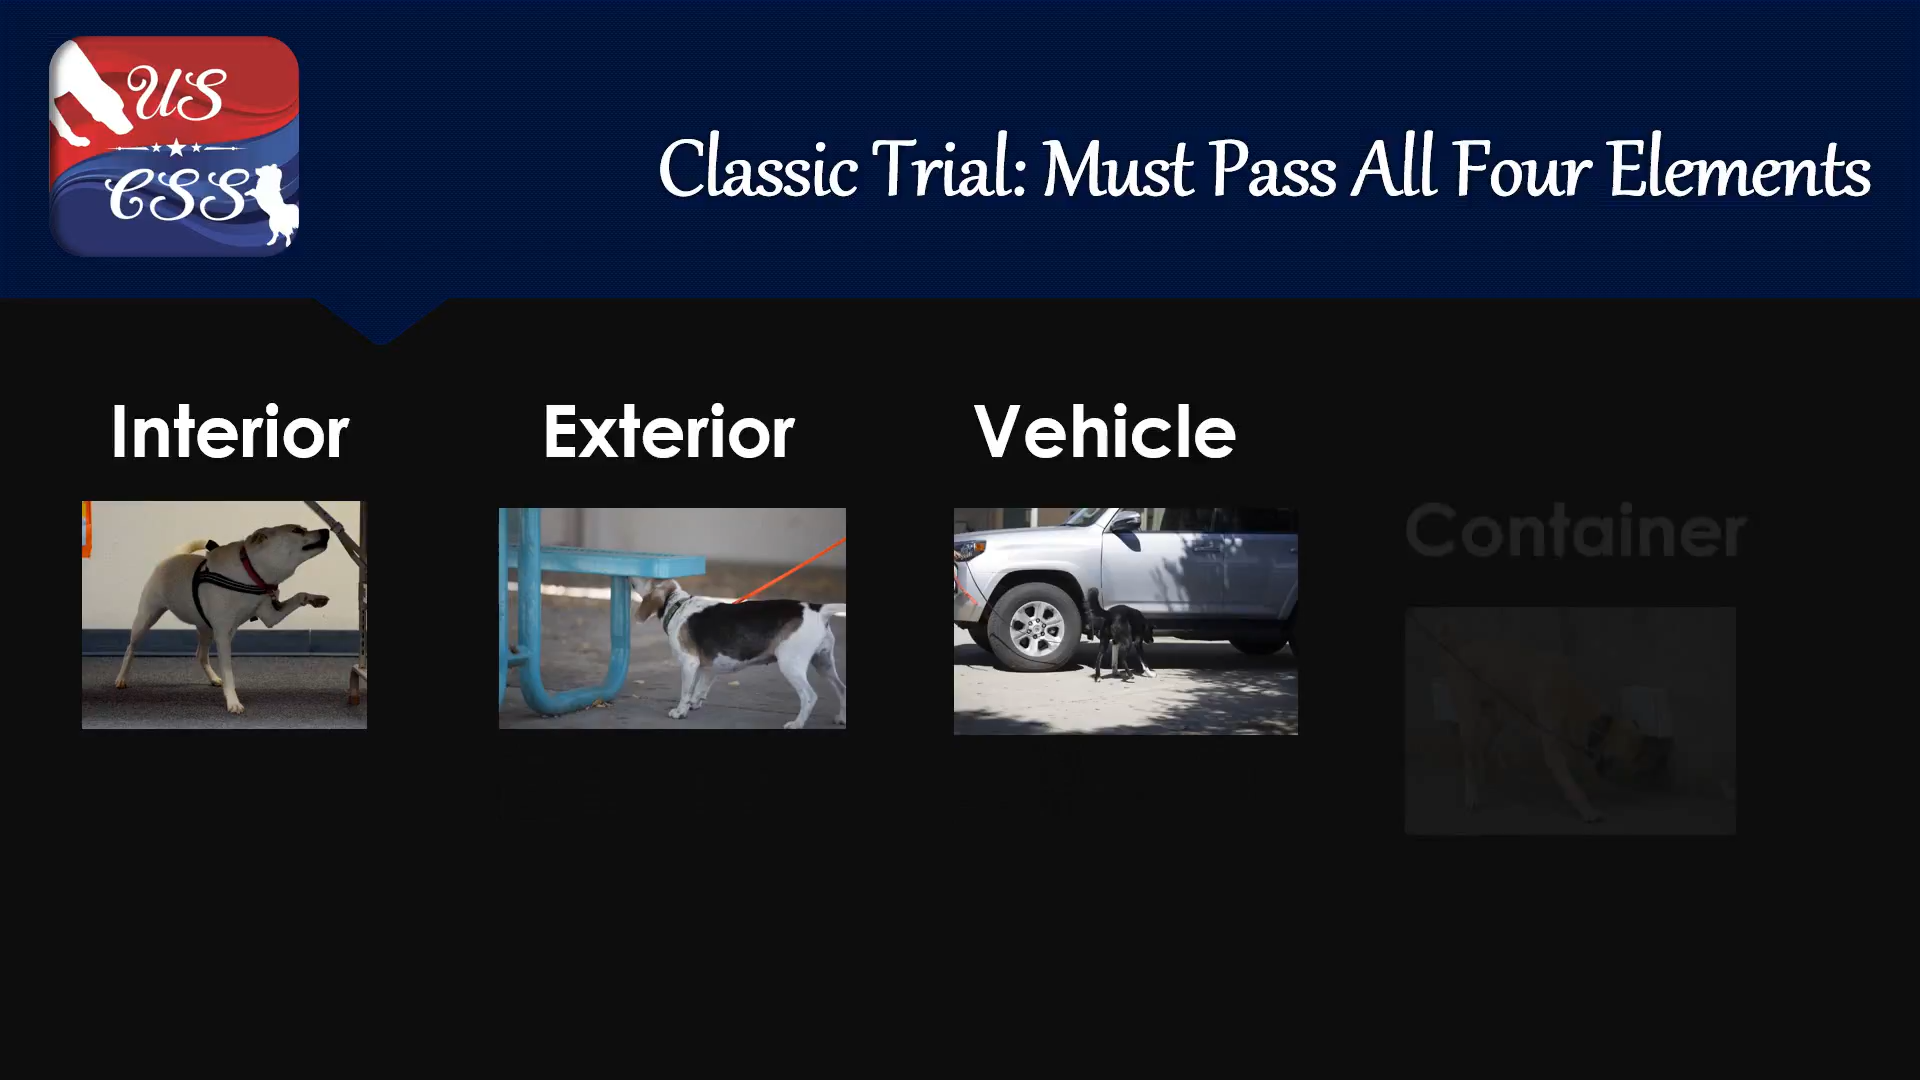 US
CSS
Classic Trial: Must Pass All Four Elements
Interior
Exterior
Vehicle
Container